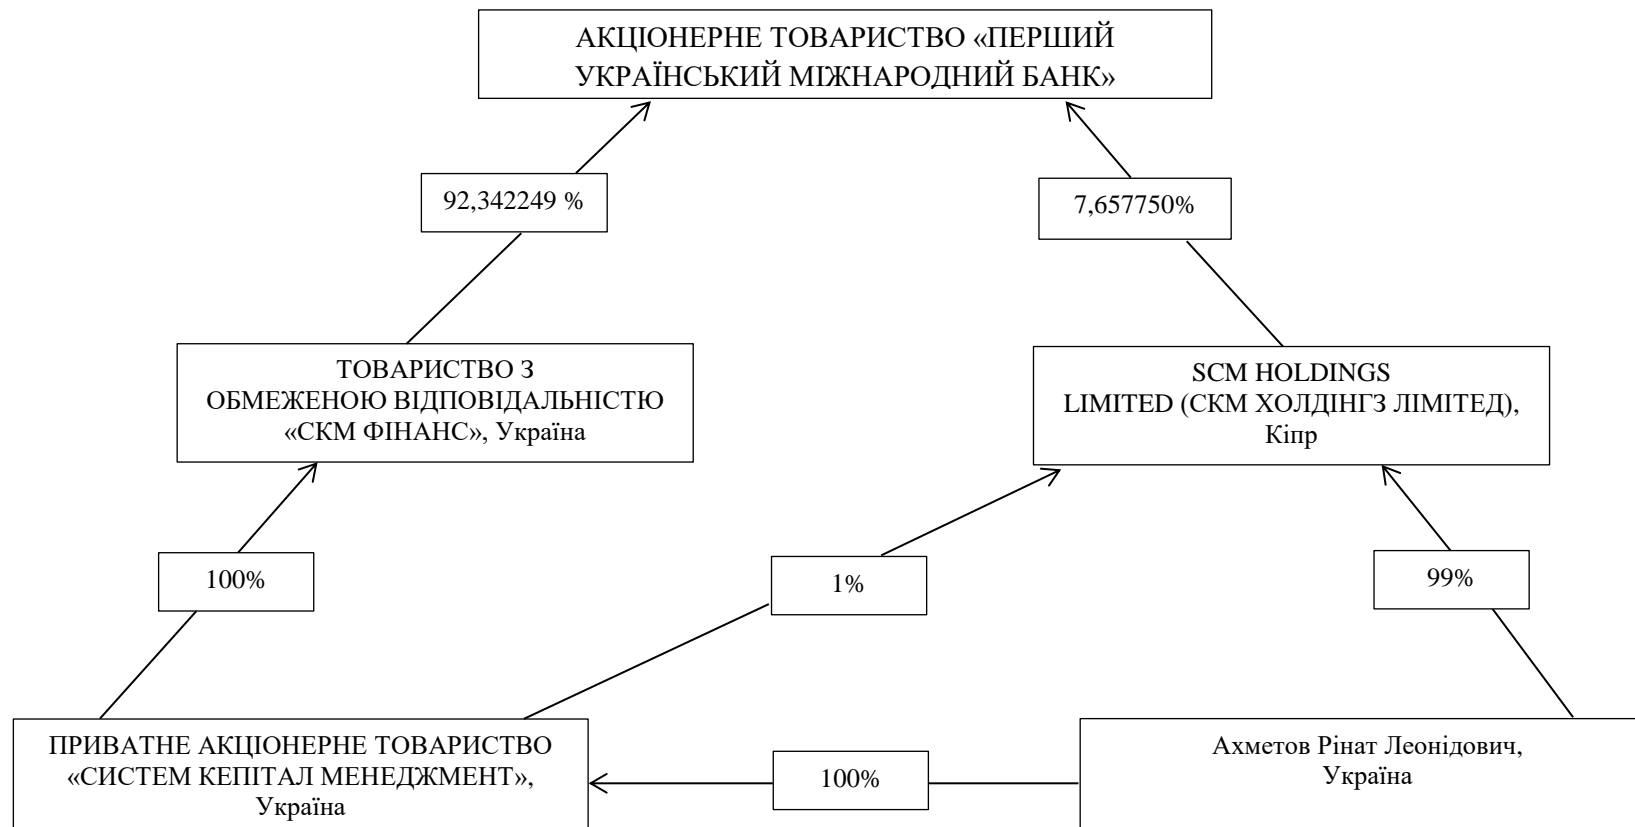 АКЦІОНЕРНЕ ТОВАРИСТВО «ПЕРШИЙ
УКРАЇНСЬКИЙ МІЖНАРОДНИЙ БАНК»
92,342249 %
7,657750%
ТОВАРИСТВО З
ОБМЕЖЕНОЮ ВІДПОВІДАЛЬНІСТЮ
«СКМ ФІНАНС», Україна
SCM HOLDINGS
LIMITED (СКМ ХОЛДІНГЗ ЛІМІТЕД),
Кіпр
100%
1%
99%
ПРИВАТНЕ АКЦІОНЕРНЕ ТОВАРИСТВО
«СИСТЕМ КЕПІТАЛ МЕНЕДЖМЕНТ»,
Україна
100%
Ахметов Рінат Леонідович,
Україна